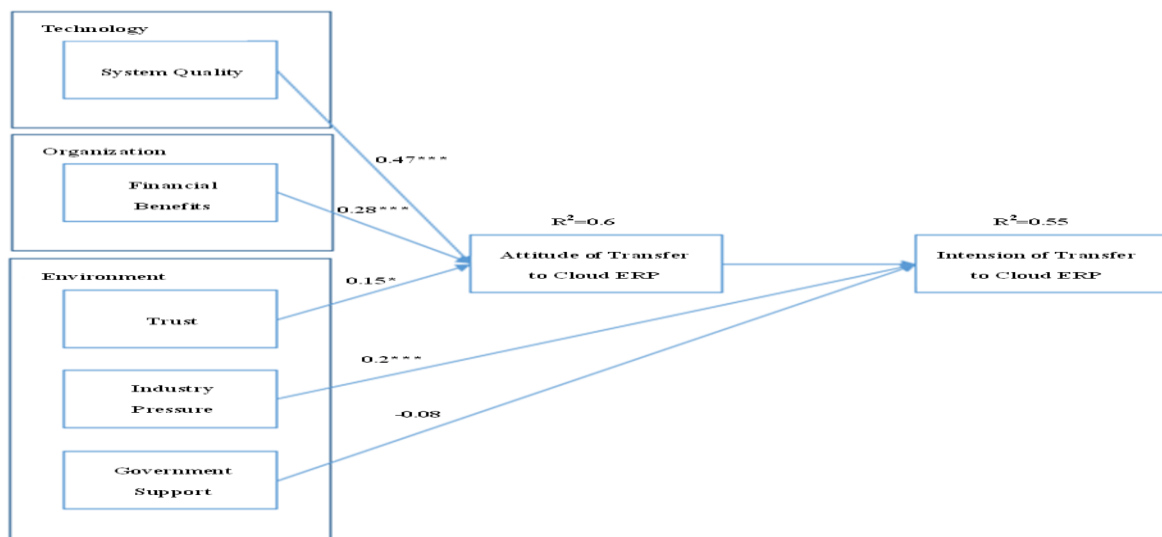 Technology
System Quality
0.47***
Organization
Financial
Benefits
0.28***
R²=0.6
R²=0.55
Attitude of Transfer
to Cloud ERP
Intension of Transfer
to Cloud ERP
Environment
Trust
0.15*
Industry
Pressure
0.2***
-0.08
Government
Support